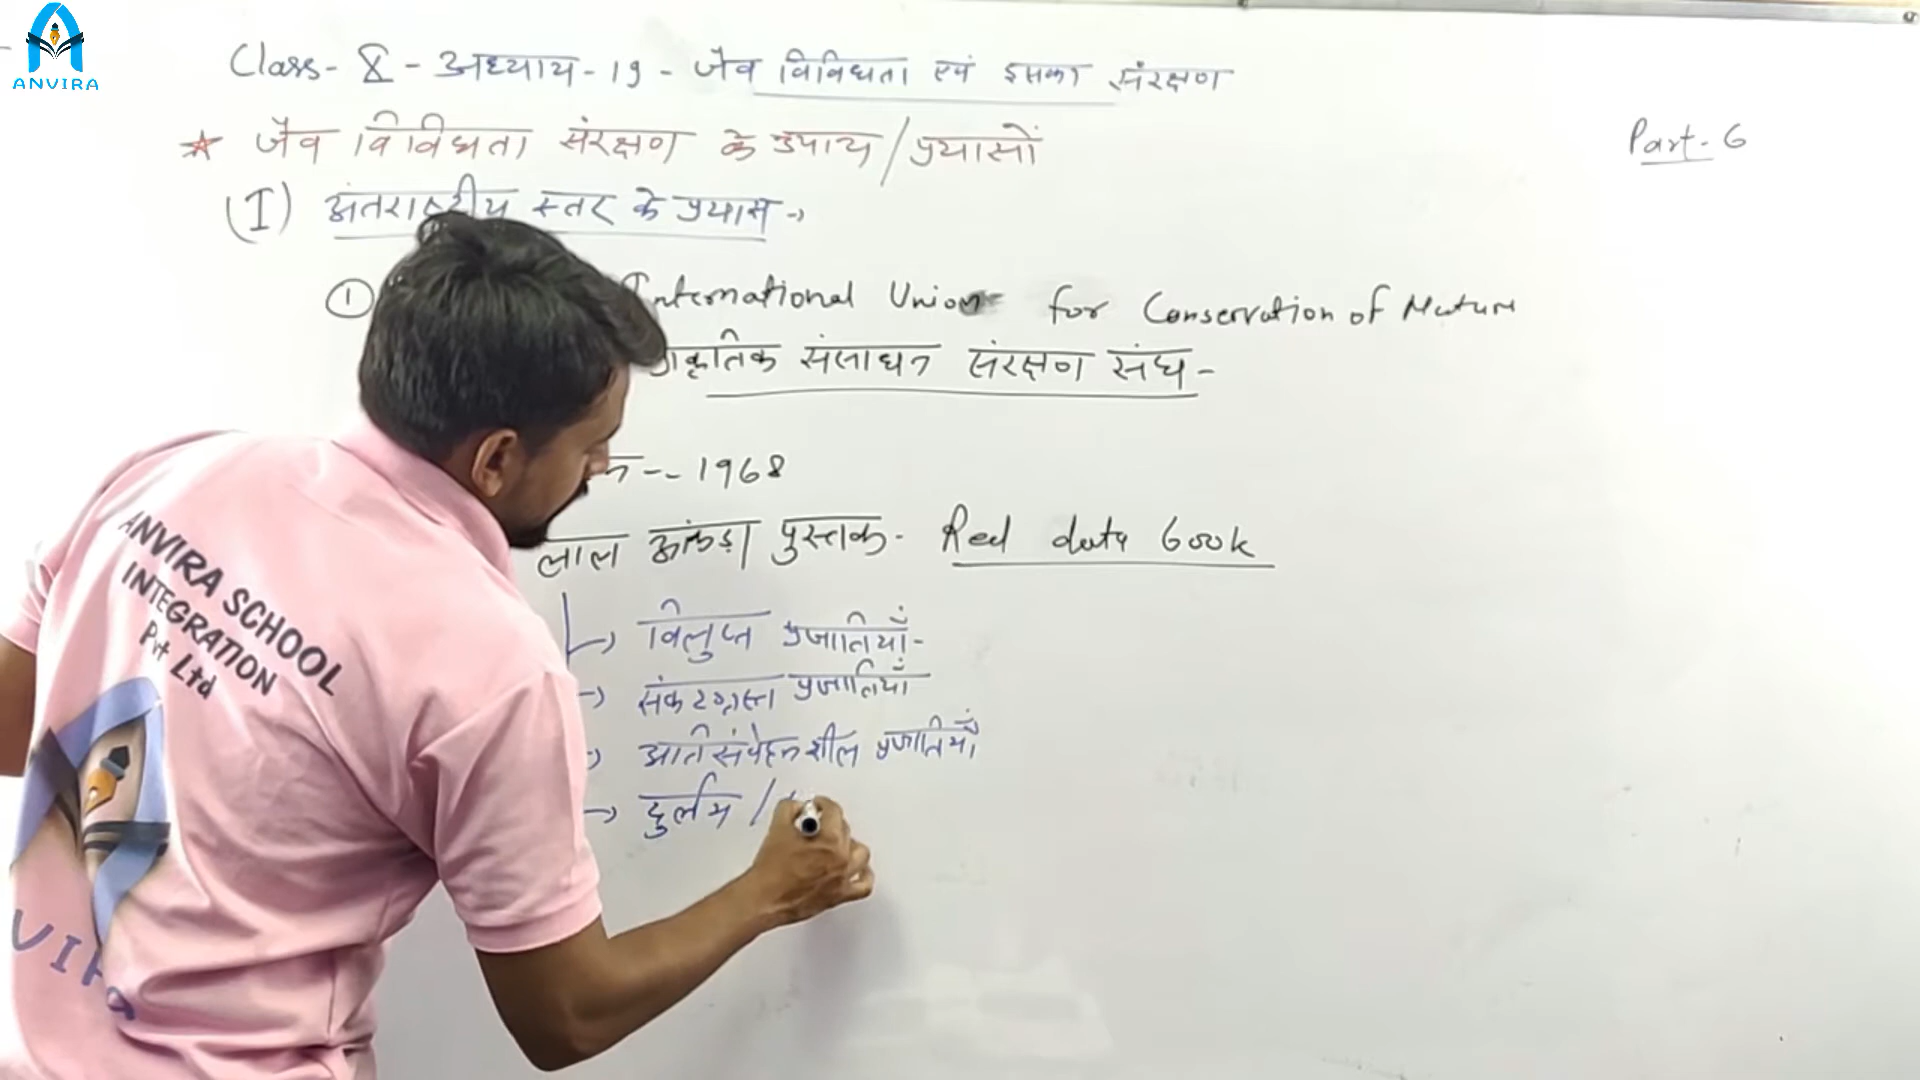 ANVIRA
Class - X - अध्याय - 19 - जैव विविधता एवं इसका संरक्षण
Part - 6
★ जैव विविधता संरक्षण के उपाय / प्रयासों
(I) अंतराष्ट्रीय स्तर के प्रयास →
① International Union for Conservation of Nature
संसाधन संरक्षण संघ -
1968
लाल आंकड़ा पुस्तक - Red data book
→ विलुप्त प्रजातियाँ -
→ संकटग्रस्त प्रजातियाँ
→ अतिसंवेदनशील प्रजातियाँ
→ दुर्लभ /
ANVIRA SCHOOL
INTEGRATION
Pvt Ltd